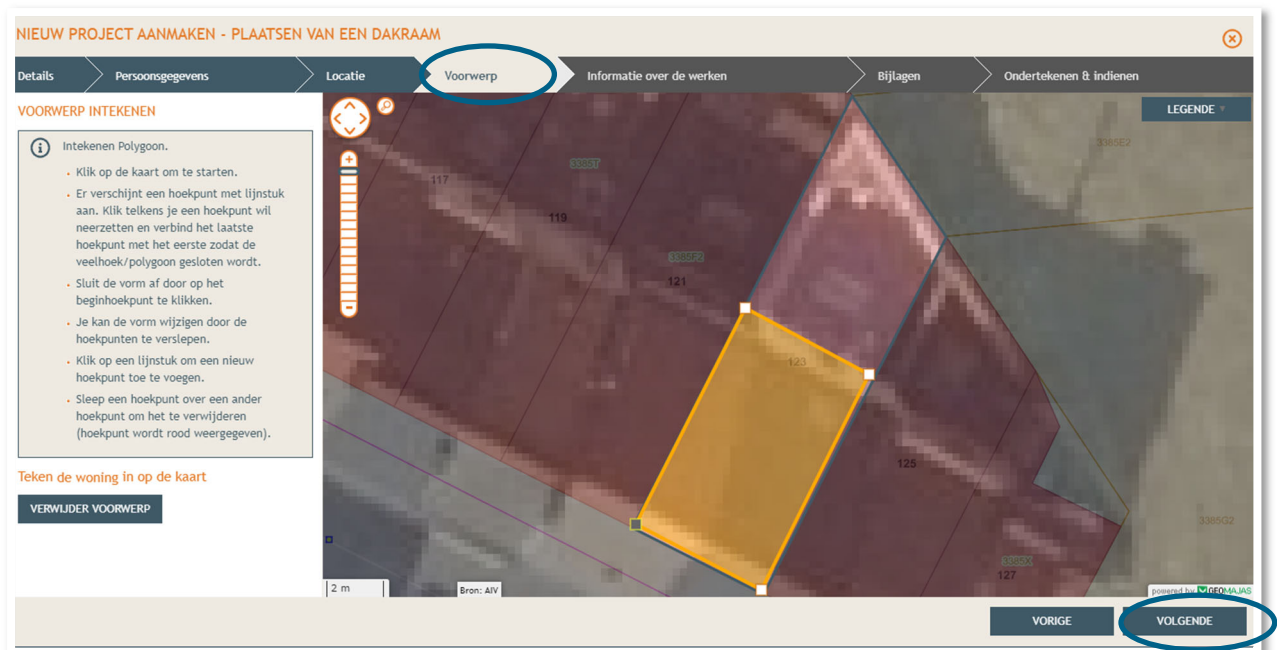 NIEUW PROJECT AANMAKEN - PLAATSEN VAN EEN DAKRAAM
Details
Persoonsgegevens
Locatie
Voorwerp
Informatie over de werken
Bijlagen
Ondertekenen & indienen
VOORWERP INTEKENEN
Intekenen Polygoon.
• Klik op de kaart om te starten.
• Er verschijnt een hoekpunt met lijnstuk
aan. Klik telkens je een hoekpunt wil
neerzetten en verbind het laatste
hoekpunt met het eerste zodat de
veelhoek/polygoon gesloten wordt.
• Sluit de vorm af door op het
beginhoekpunt te klikken.
• Je kan de vorm wijzigen door de
hoekpunten te verslepen.
• Klik op een lijnstuk om een nieuw
hoekpunt toe te voegen.
• Sleep een hoekpunt over een ander
hoekpunt om het te verwijderen
(hoekpunt wordt rood weergegeven).
Teken de woning in op de kaart
VERWIJDER VOORWERP
LEGENDE
3385E2
3385T
117
119
3385F2
121
123
125
3385G2
3385X
127
2 m
Bron: AIV
powered by GEOMAJAS
VORIGE
VOLGENDE